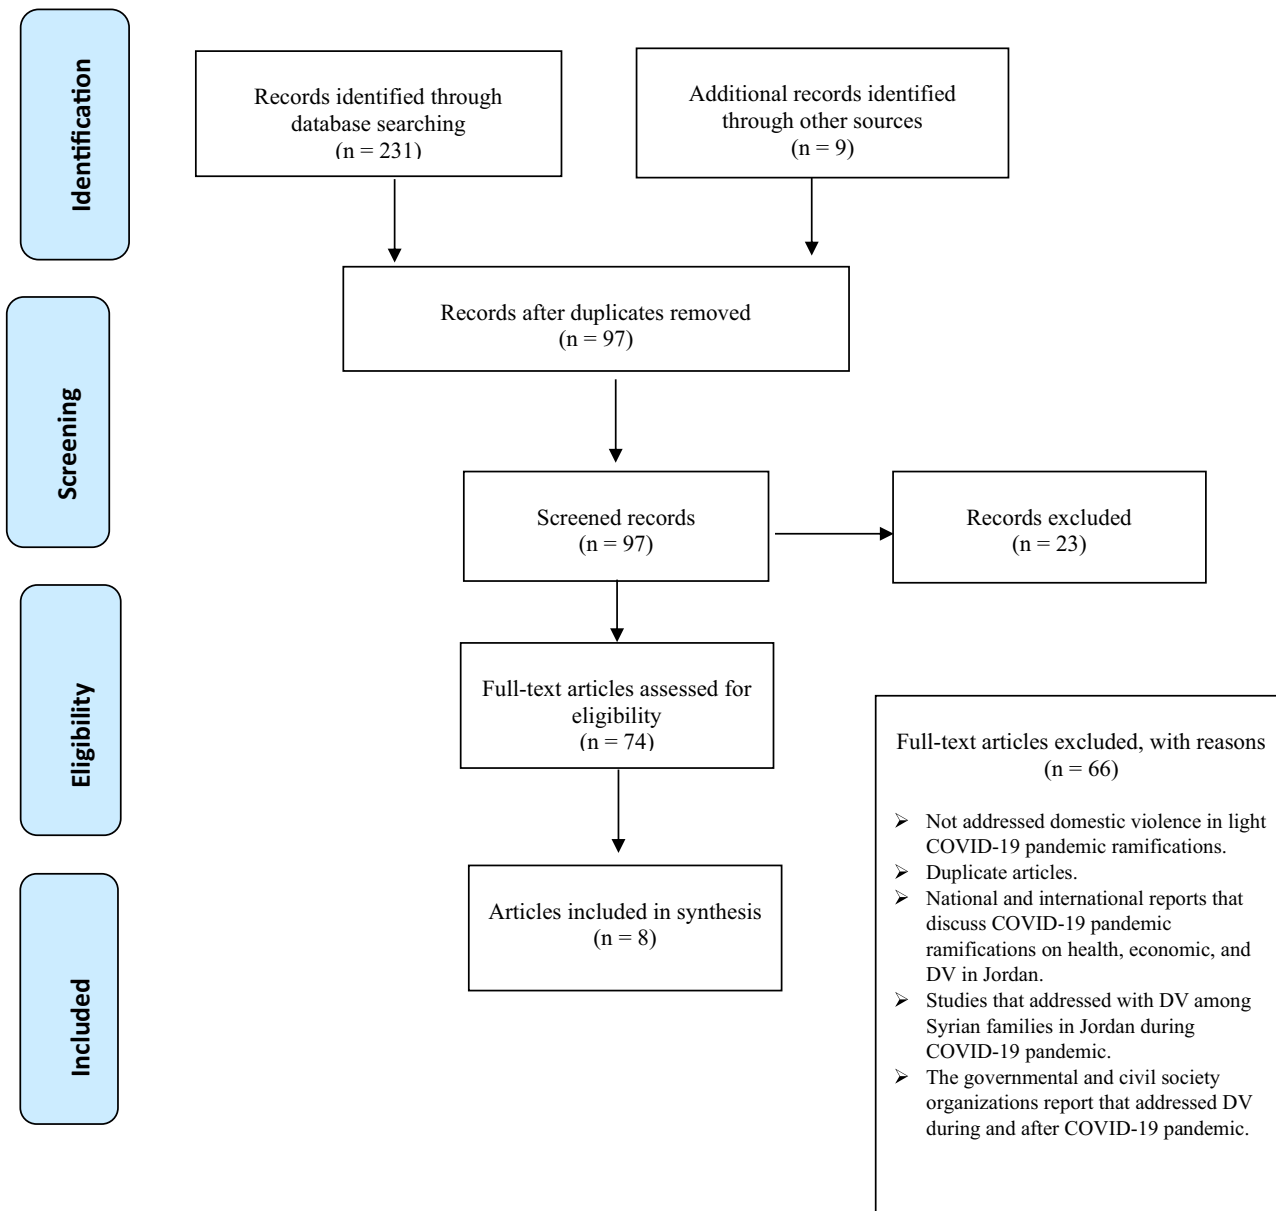 Identification
Records identified through
database searching
(n = 231)
Additional records identified
through other sources
(n = 9)
Records after duplicates removed
(n = 97)
Screening
Screened records
(n = 97)
Records excluded
(n = 23)
Eligibility
Full-text articles assessed for
eligibility
(n = 74)
Full-text articles excluded, with reasons
(n = 66)
➢ Not addressed domestic violence in light
COVID-19 pandemic ramifications.
➢ Duplicate articles.
➢ National and international reports that
discuss COVID-19 pandemic
ramifications on health, economic, and
DV in Jordan.
➢ Studies that addressed with DV among
Syrian families in Jordan during
COVID-19 pandemic.
➢ The governmental and civil society
organizations report that addressed DV
during and after COVID-19 pandemic.
Included
Articles included in synthesis
(n = 8)